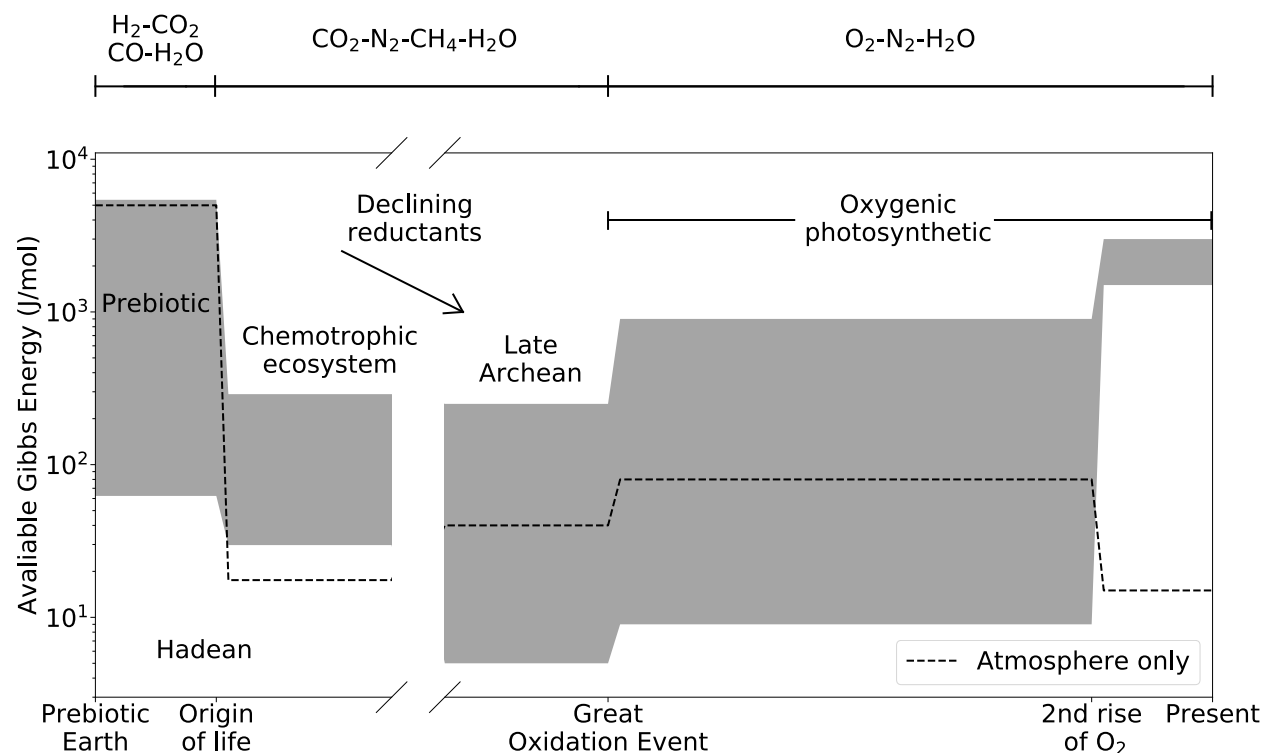 H₂-CO₂
CO-H₂O
CO₂-N₂-CH₄-H₂O
O₂-N₂-H₂O
10⁴
10³
10²
10¹
Avaliable Gibbs Energy (J/mol)
Declining
reductants
Oxygenic
photosynthetic
Prebiotic
Chemotrophic
ecosystem
Late
Archean
Hadean
Atmosphere only
Prebiotic
Earth
Origin
of life
Great
Oxidation Event
2nd rise
of O₂
Present